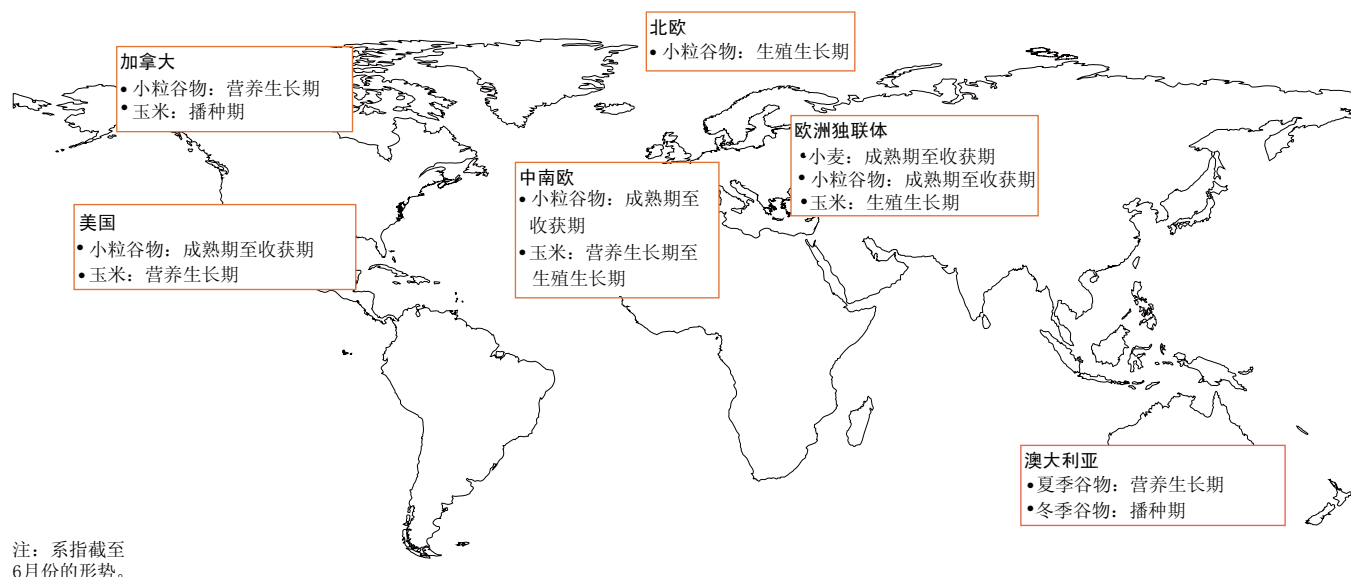 北欧
• 小粒谷物：生殖生长期
加拿大
• 小粒谷物：营养生长期
• 玉米：播种期
欧洲独联体
• 小麦：成熟期至收获期
• 小粒谷物：成熟期至收获期
• 玉米：生殖生长期
中南欧
• 小粒谷物：成熟期至
收获期
• 玉米：营养生长期至
生殖生长期
美国
• 小粒谷物：成熟期至收获期
• 玉米：营养生长期
澳大利亚
• 夏季谷物：营养生长期
• 冬季谷物：播种期
注：系指截至
6月份的形势。